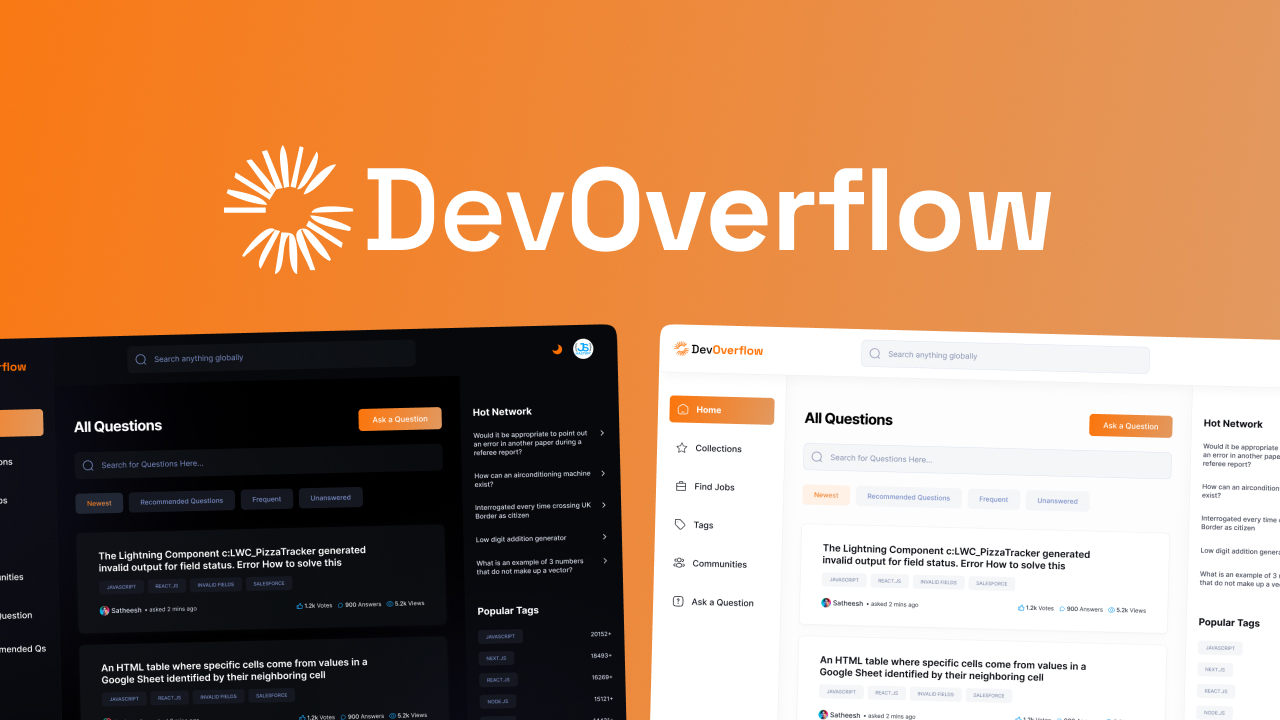 DevOverflow
rflow
Search anything globally
JS
All Questions
Ask a Question
Search for Questions Here...
Newest
Recommended Questions
Frequent
Unanswered
The Lightning Component c:LWC_PizzaTracker generated
invalid output for field status. Error How to solve this
JAVASCRIPT
REACT.JS
INVALID FIELDS
SALESFORCE
Satheesh • asked 2 mins ago
1.2k Votes
900 Answers
5.2k Views
An HTML table where specific cells come from values in a
Google Sheet identified by their neighboring cell
JAVASCRIPT
REACT.JS
INVALID FIELDS
SALESFORCE
1.2k Votes
900 Answers
5.2k Views
ons
bs
unities
uestion
mended Qs
Hot Network
Would it be appropriate to point out
an error in another paper during a
referee report?
How can an airconditioning machine
exist?
Interrogated every time crossing UK
Border as citizen
Low digit addition generator
What is an example of 3 numbers
that do not make up a vector?
Popular Tags
JAVASCRIPT
20152+
NEXT.JS
18493+
REACT.JS
16269+
NODE.JS
15121+
DevOverflow
Search anything globally
Home
Collections
Find Jobs
Tags
Communities
Ask a Question
All Questions
Ask a Question
Search for Questions Here...
Newest
Recommended Questions
Frequent
Unanswered
The Lightning Component c:LWC_PizzaTracker generated
invalid output for field status. Error How to solve this
JAVASCRIPT
REACT.JS
INVALID FIELDS
SALESFORCE
Satheesh • asked 2 mins ago
1.2k Votes
900 Answers
5.2k Views
An HTML table where specific cells come from values in a
Google Sheet identified by their neighboring cell
JAVASCRIPT
REACT.JS
INVALID FIELDS
SALESFORCE
Satheesh • asked 2 mins ago
1.2k Votes
900 Answers
5.2k Views
Hot Network
Would it be appropriate
an error in another pape
referee report?
How can an aircondition
exist?
Interrogated every time
Border as citizen
Low digit addition genera
What is an example of 3
that do not make up a ve
Popular Tags
JAVASCRIPT
NEXT.JS
REACT.JS
NODE.JS